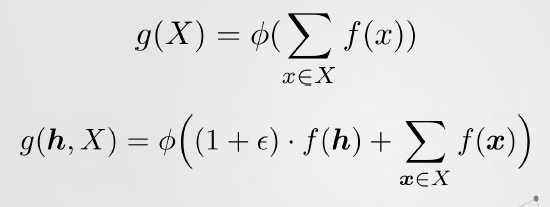 g(X) = ϕ(∑_{x∈X} f(x))
g(𝒉, X) = ϕ((1 + ϵ) · f(𝒉) + ∑_{𝒙∈X} f(𝒙))